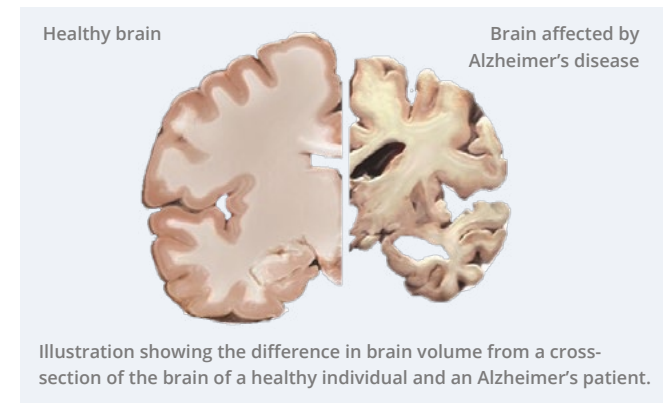 Healthy brain
Brain affected by
Alzheimer’s disease
Illustration showing the difference in brain volume from a cross-
section of the brain of a healthy individual and an Alzheimer’s patient.